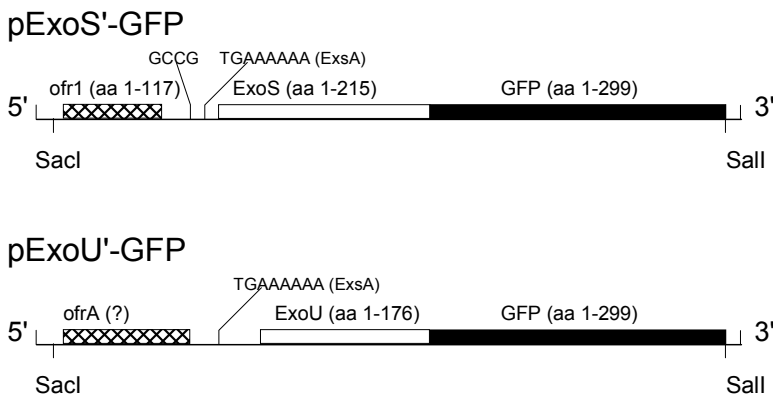 pExoS'-GFP
GCCG TGAAAAAA (ExsA)
ofr1 (aa 1-117) ExoS (aa 1-215) GFP (aa 1-299)
5' 3'
SacI SalI
pExoU'-GFP
TGAAAAAA (ExsA)
ofrA (?) ExoU (aa 1-176) GFP (aa 1-299)
5' 3'
SacI SalI